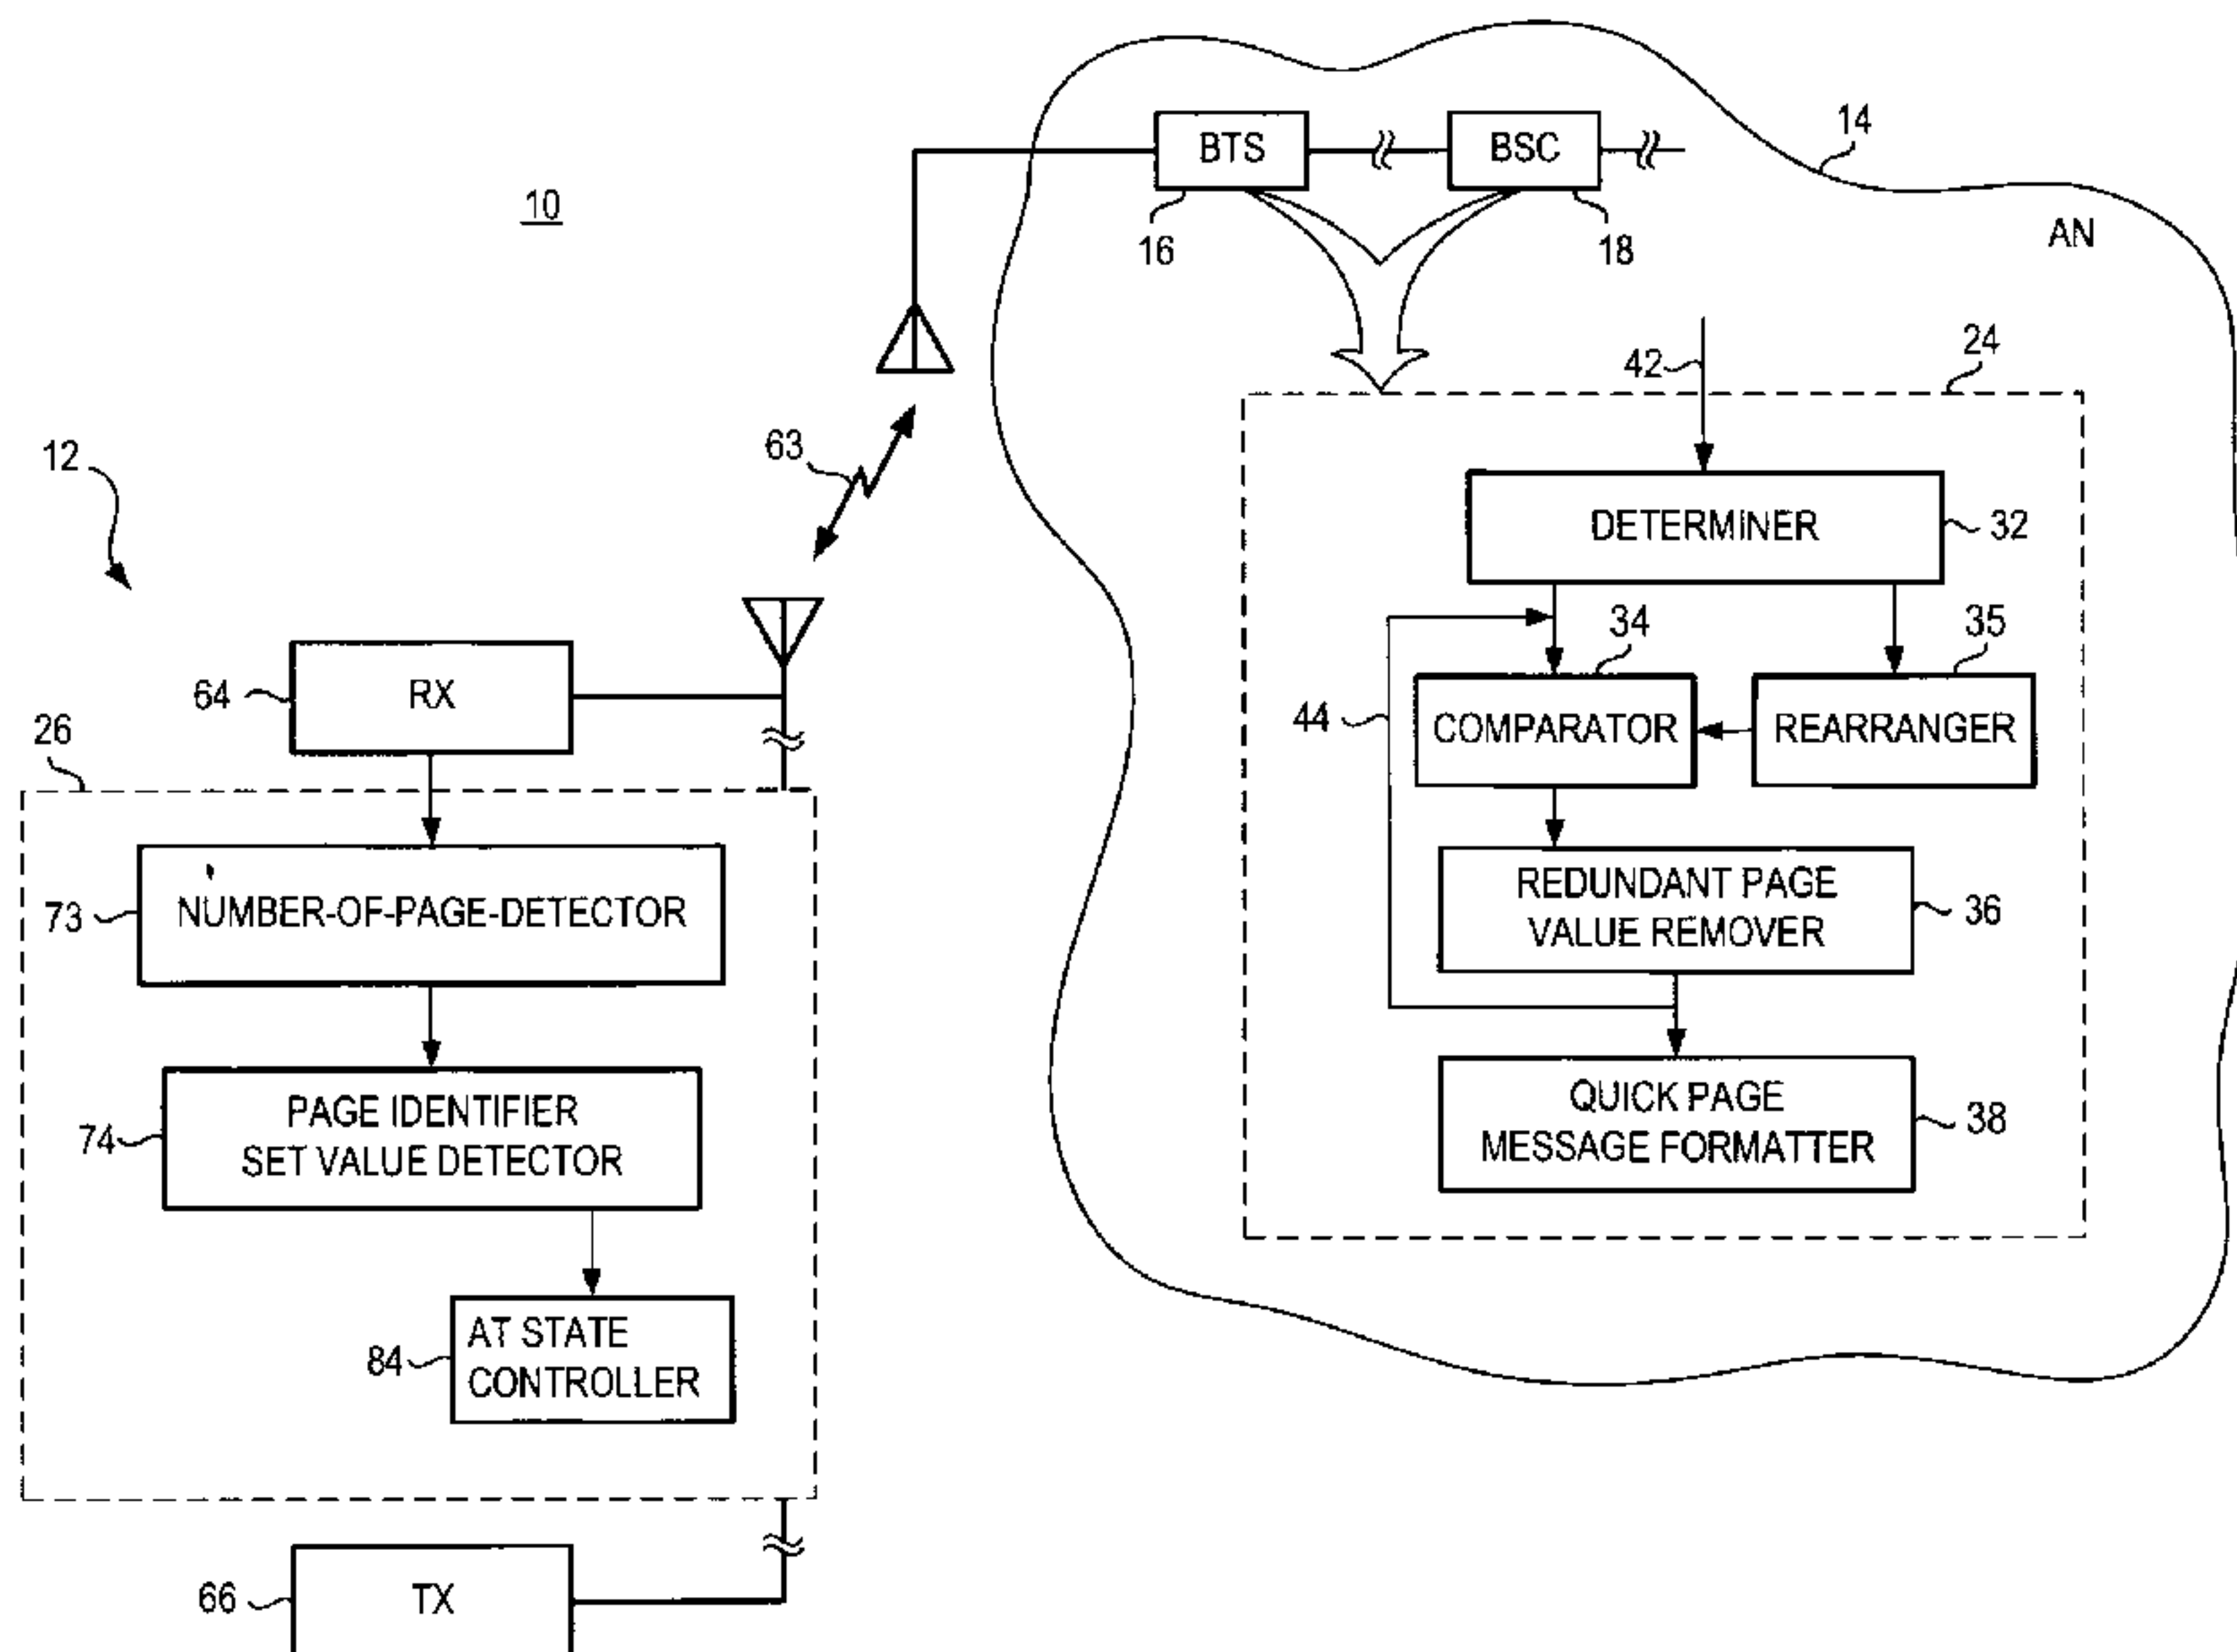 10
14
BTS
BSC
16
18
AN
42
24
12
63
DETERMINER
32
34
35
64
RX
26
44
COMPARATOR
REARRANGER
73
NUMBER-OF-PAGE-DETECTOR
REDUNDANT PAGE
VALUE REMOVER
36
74
PAGE IDENTIFIER
SET VALUE DETECTOR
QUICK PAGE
MESSAGE FORMATTER
38
84
AT STATE
CONTROLLER
66
TX